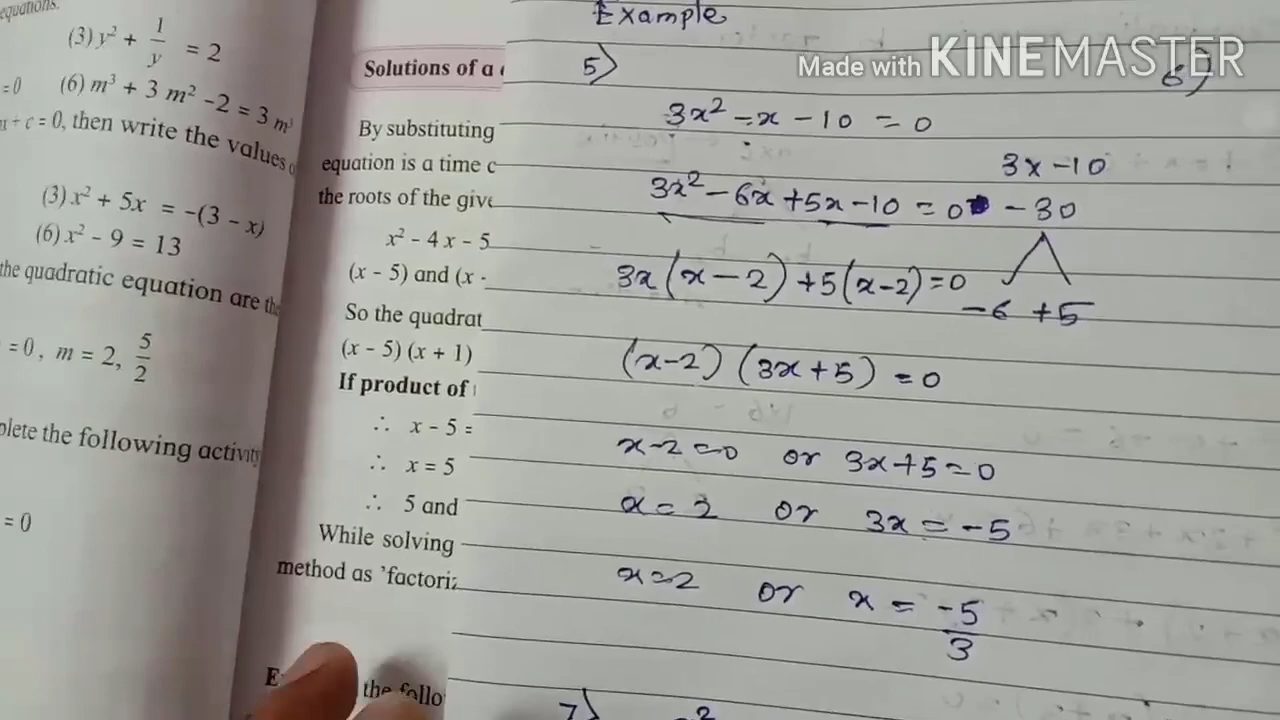 equations.
(3) y² + 1/y = 2
=0 (6) m³ + 3 m² -2 = 3 m³
+ c = 0, then write the values
(3) x² + 5x = -(3 - x)
(6) x² - 9 = 13
the quadratic equation are the
=0, m = 2, 5/2
plete the following activity
= 0
Solutions of a
By substituting
equation is a time c
the roots of the give
x² - 4 x - 5
(x - 5) and (x -
So the quadrat
(x - 5) (x + 1)
If product of
∴ x - 5 =
∴ x = 5
∴ 5 and
While solving
method as 'factoriz
the follo
Made with KINEMASTER
Example
5) 6)
3x² - x - 10 = 0
3x -10
3x² - 6x + 5x - 10 = 0 - 30
3x (x - 2) + 5 (x - 2) = 0
-6 +5
(x - 2) (3x + 5) = 0
x - 2 = 0 or 3x + 5 = 0
x = 2 or 3x = -5
x = 2 or x = -5/3
7)